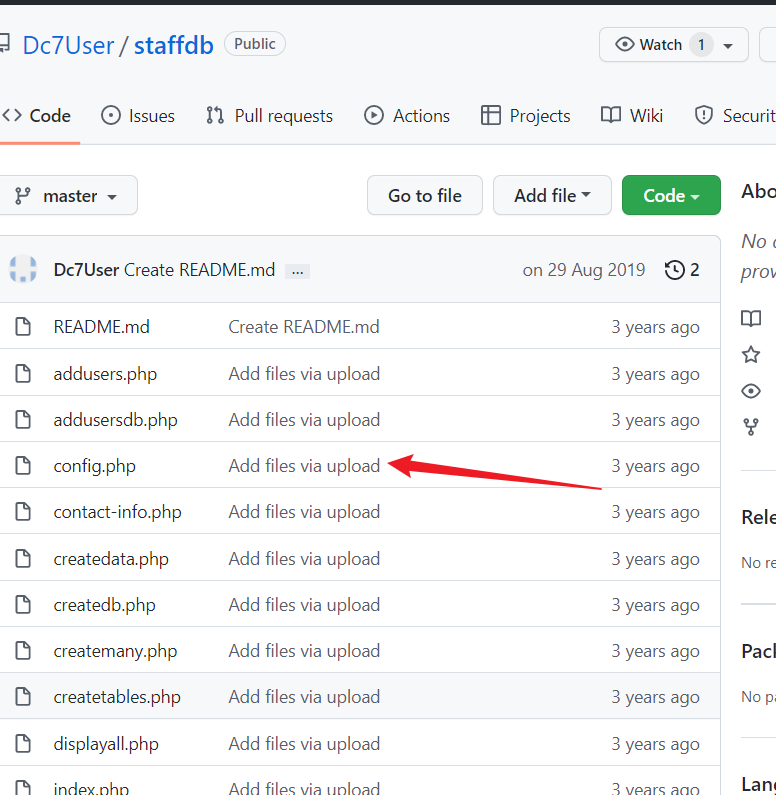 Dc7User / staffdb Public Watch 1
Code Issues Pull requests Actions Projects Wiki Securit
master Go to file Add file Code
Abo
Dc7User Create README.md ... on 29 Aug 2019 2
No
prov
README.md Create README.md 3 years ago
addusers.php Add files via upload 3 years ago
addusersdb.php Add files via upload 3 years ago
config.php Add files via upload 3 years ago
contact-info.php Add files via upload 3 years ago
Rele
createdata.php Add files via upload 3 years ago
No re
createdb.php Add files via upload 3 years ago
createmany.php Add files via upload 3 years ago
Pac
createtables.php Add files via upload 3 years ago
No pa
displayall.php Add files via upload 3 years ago
index.php Add files via upload 3 years ago
Lang